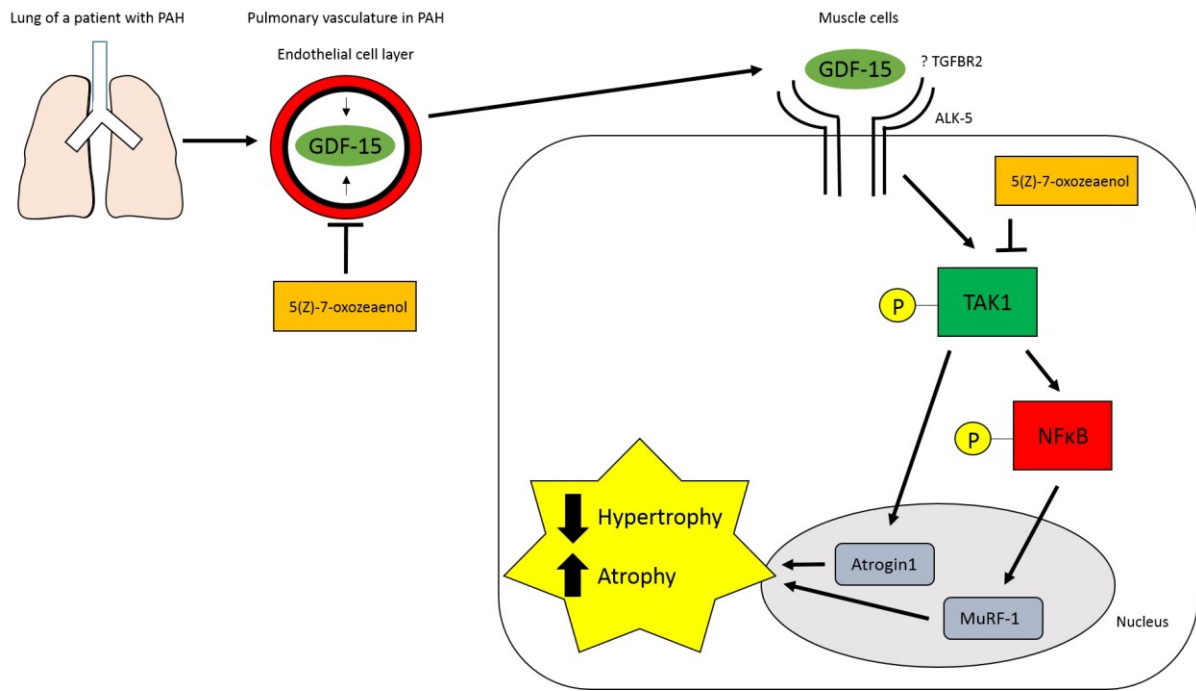 Lung of a patient with PAH
Pulmonary vasculature in PAH
Endothelial cell layer
GDF-15
5(Z)-7-oxozeaenol
Muscle cells
GDF-15
? TGFBR2
ALK-5
5(Z)-7-oxozeaenol
TAK1
P
NFκB
P
Hypertrophy
Atrophy
Atrogin1
MuRF-1
Nucleus